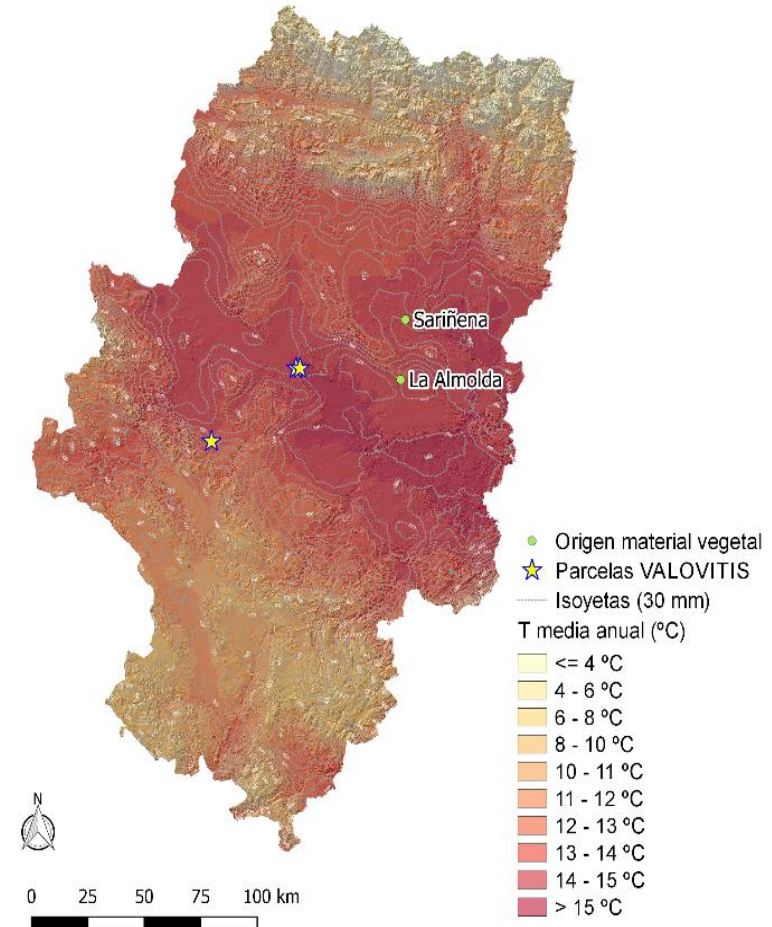 Sariñena
La Almolda
Origen material vegetal
Parcelas VALOVITIS
Isoyetas (30 mm)
T media anual (ºC)
<= 4 ºC
4 - 6 ºC
6 - 8 ºC
8 - 10 ºC
10 - 11 ºC
11 - 12 ºC
12 - 13 ºC
13 - 14 ºC
14 - 15 ºC
> 15 ºC
N
0 25 50 75 100 km